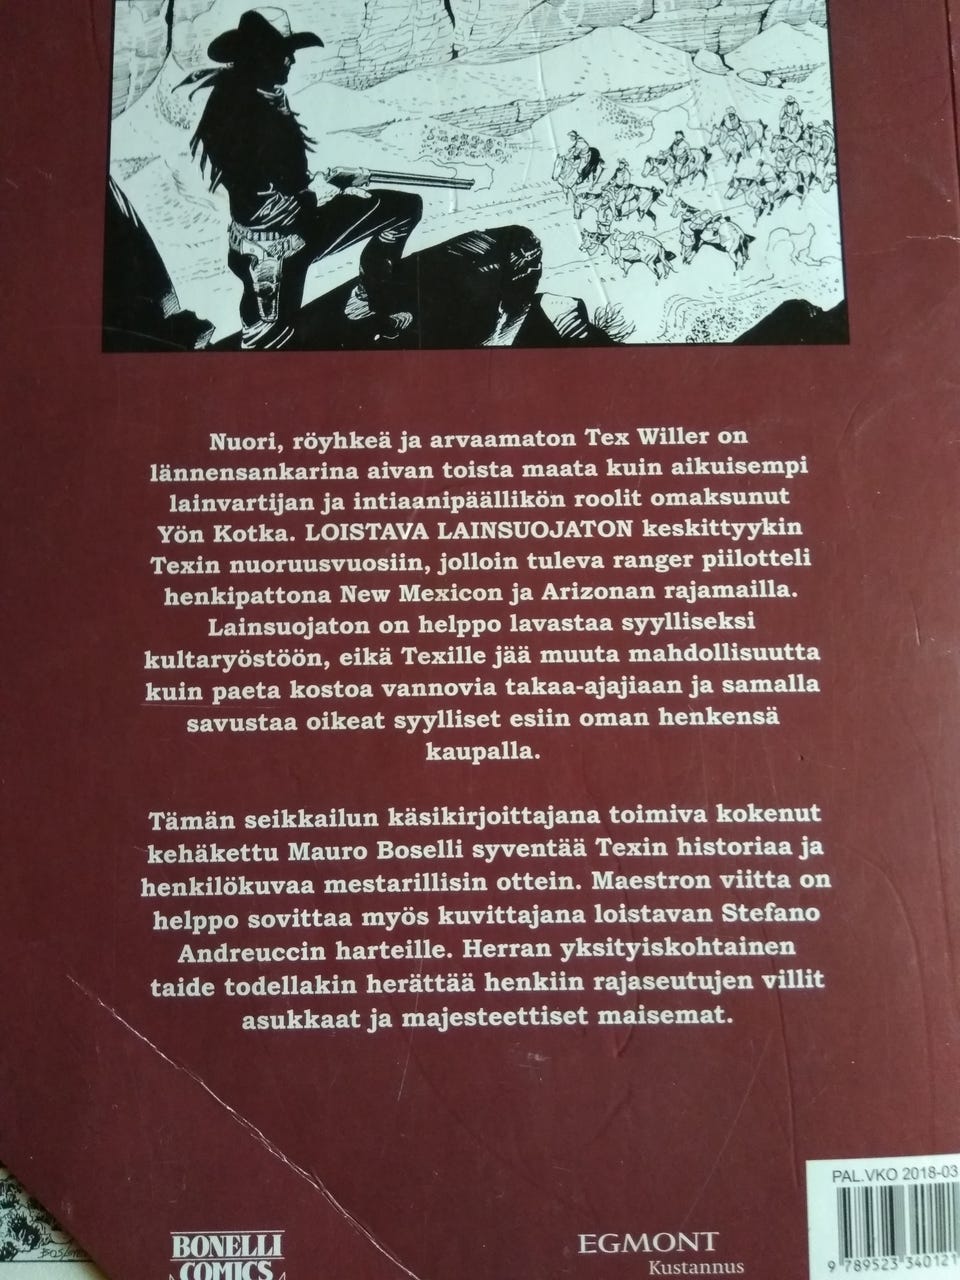 Nuori, röyhkeä ja arvaamaton Tex Willer on
lännensankarina aivan toista maata kuin aikuisempi
lainvartijan ja intiaanipäällikön roolit omaksunut
Yön Kotka. LOISTAVA LAINSUOJATON keskittyykin
Texin nuoruusvuosiin, jolloin tuleva ranger piilotteli
henkipattona New Mexicon ja Arizonan rajamailla.
Lainsuojaton on helppo lavastaa syylliseksi
kultaryöstöön, eikä Texille jää muuta mahdollisuutta
kuin paeta kostoa vannovia takaa-ajajiaan ja samalla
savustaa oikeat syylliset esiin oman henkensä
kaupalla.
Tämän seikkailun käsikirjoittajana toimiva kokenut
kehäkettu Mauro Boselli syventää Texin historiaa ja
henkilökuvaa mestarillisin ottein. Maestron viitta on
helppo sovittaa myös kuvittajana loistavan Stefano
Andreuccin harteille. Herran yksityiskohtainen
taide todellakin herättää henkiin rajaseutujen villit
asukkaat ja majesteettiset maisemat.
PAL.VKO 2018-03
BONELLI
COMICS
EGMONT
Kustannus
9 789523 340121